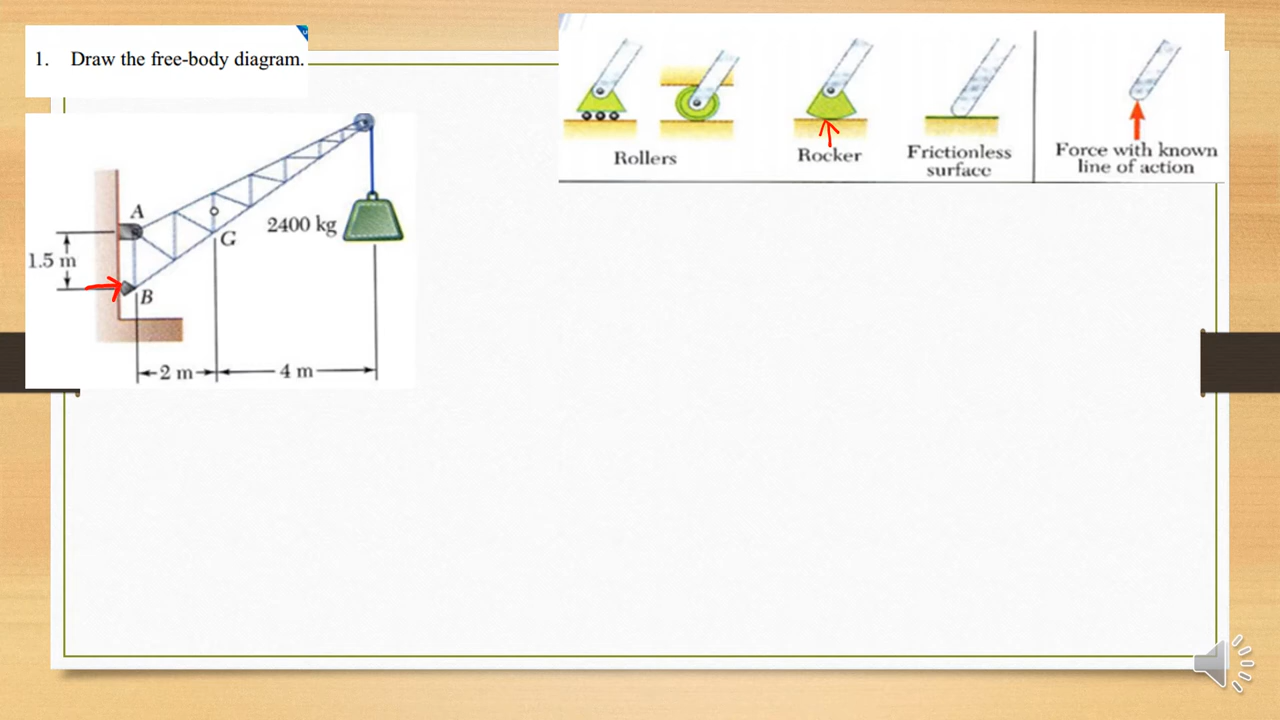 1. Draw the free-body diagram.
A
2400 kg
G
1.5 m
B
2 m
4 m
Rollers
Rocker
Frictionless
surface
Force with known
line of action